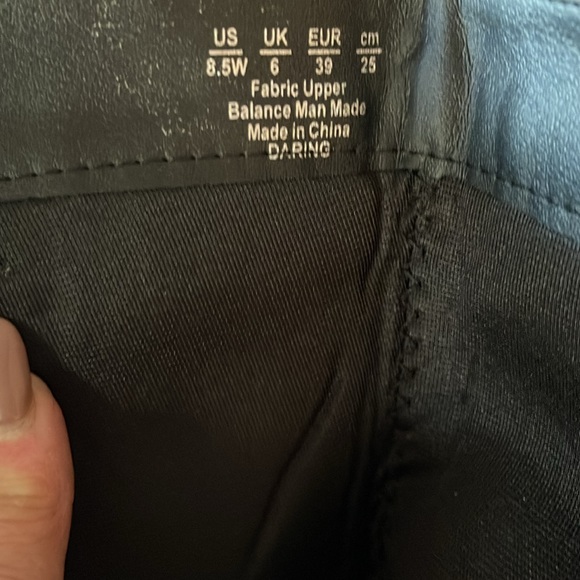 US UK EUR cm
8.5W 6 39 25
Fabric Upper
Balance Man Made
Made in China
DARING